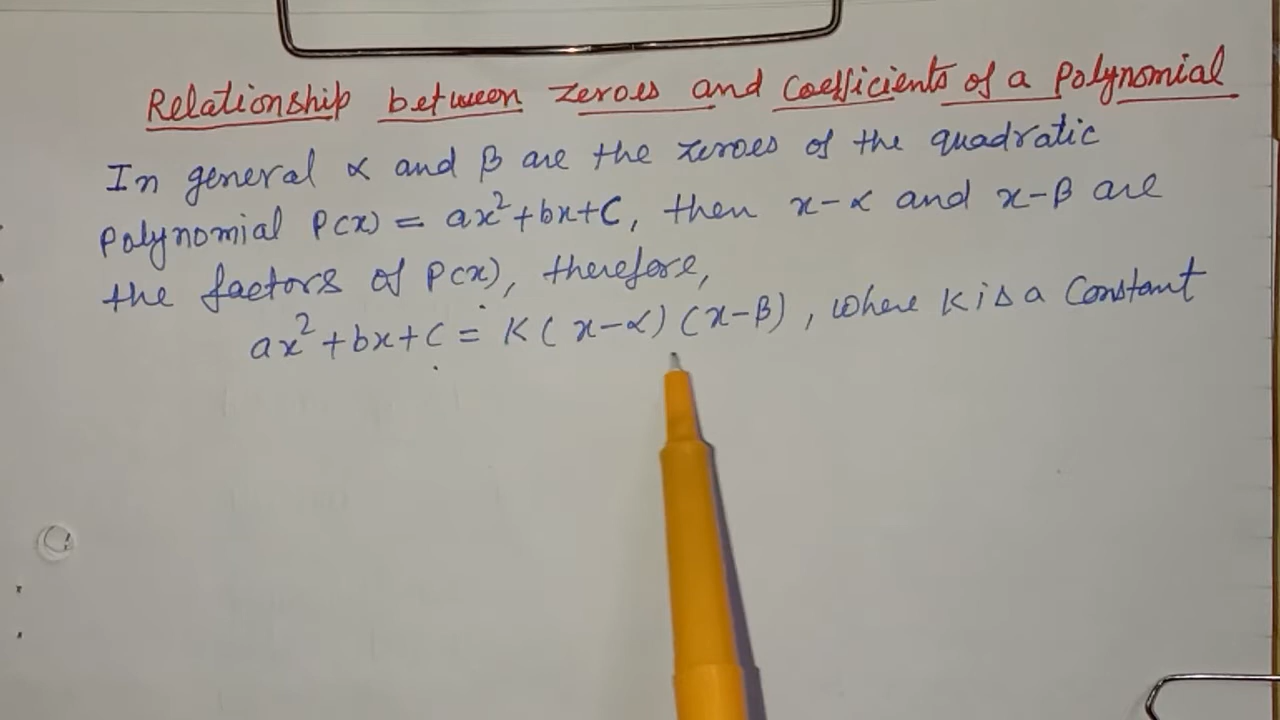 Relationship between zeroes and Coefficients of a Polynomial
In general α and β are the zeroes of the quadratic
Polynomial P(x) = ax²+bx+C, then x-α and x-β are
the factors of P(x), therefore,
ax²+bx+C = K(x-α)(x-β), where K is a Constant